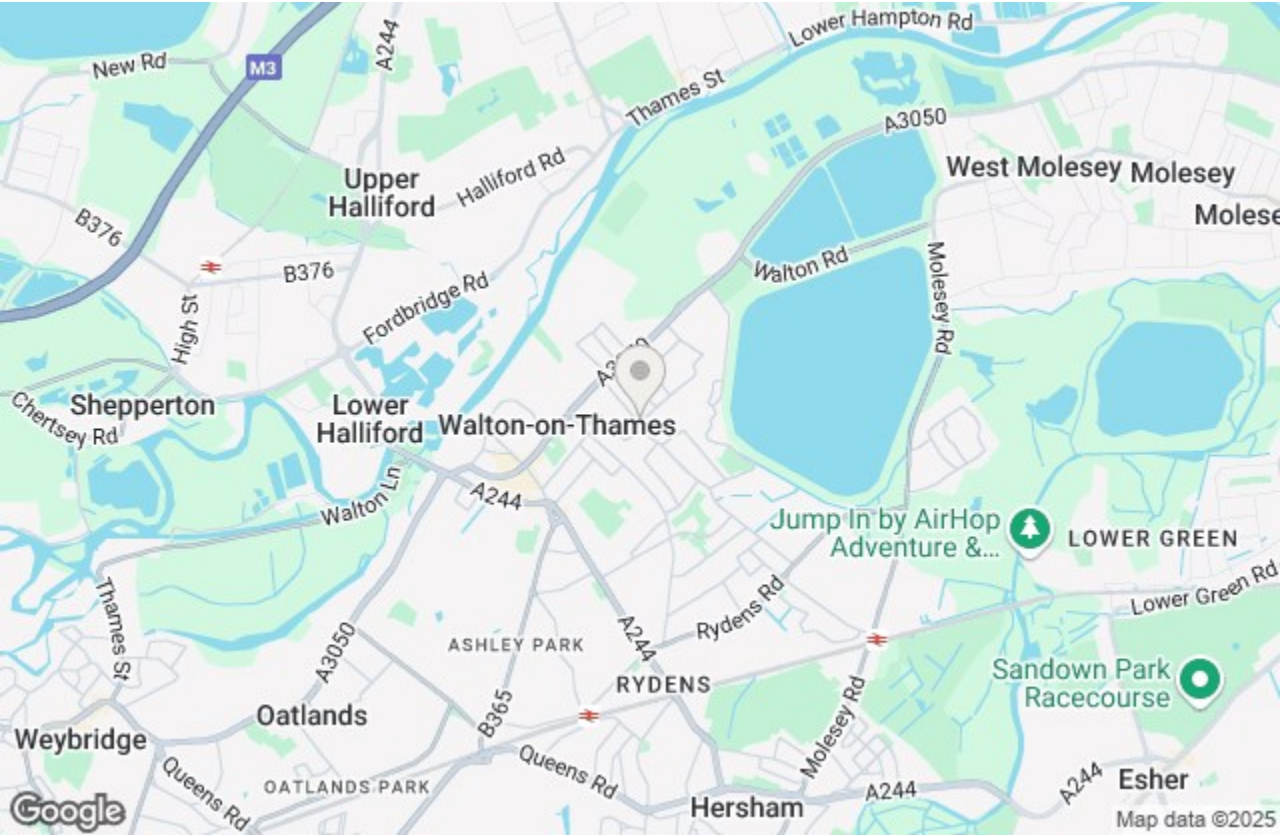 Lower Hampton Rd
A244
New Rd
M3
Thames St
A3050
West Molesey
Molesey
Upper
Halliford
Halliford Rd
Molese
B376
B376
Walton Rd
Molesey Rd
High St
Fordbridge Rd
Shepperton
Lower
Halliford
Walton-on-Thames
Chertsey Rd
Walton Ln
A244
Jump In by AirHop
Adventure &...
LOWER GREEN
Thames St
Lower Green Rd
Rydens Rd
A244
A3050
ASHLEY PARK
Sandown Park
Racecourse
RYDENS
B365
Molesey Rd
Oatlands
Weybridge
Queens Rd
Queens Rd
OATLANDS PARK
Hersham
A244
A244
Esher
Google
Map data ©2025